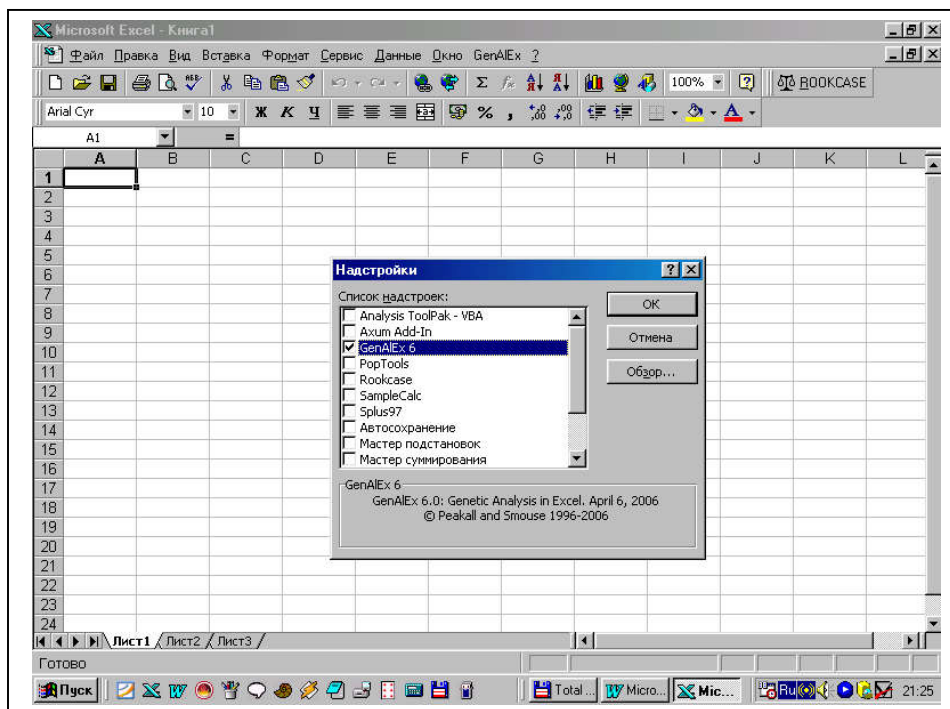 Microsoft Excel - Книга1
Файл Правка Вид Вставка Формат Сервис Данные Окно GenAlEx ?
100% ROOKCASE
Arial Cyr 10 Ж К Ч % , ,00 ,00
A1 =
A B C D E F G H I J K L
1
2
3
4
5
6
7
8
9
10
11
12
13
14
15
16
17
18
19
20
21
22
23
24
Надстройки
Список надстроек:
Analysis ToolPak - VBA
Axum Add-In
GenAlEx 6
PopTools
Rookcase
SampleCalc
Splus97
Автосохранение
Мастер подстановок
Мастер суммирования
ОК
Отмена
Обзор...
GenAlEx 6
GenAlEx 6.0: Genetic Analysis in Excel. April 6, 2006
© Peakall and Smouse 1996-2006
Лист1 Лист2 Лист3
Готово
Пуск Total ... Micro... Mic... Ru 21:25